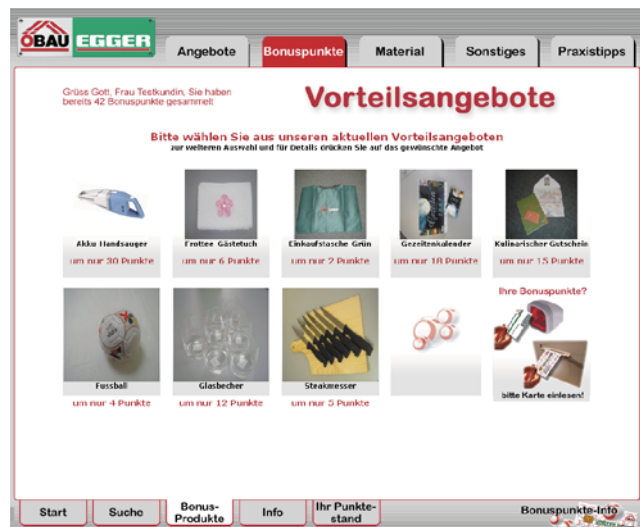 ÖBAU EGGER
Angebote
Bonuspunkte
Material
Sonstiges
Praxistipps
Grüss Gott, Frau Testkundin, Sie haben
bereits 42 Bonuspunkte gesammelt
Vorteilsangebote
Bitte wählen Sie aus unseren aktuellen Vorteilsangeboten
zur weiteren Auswahl und für Details drücken Sie auf das gewünschte Angebot
Akku Handsauger
um nur 30 Punkte
Frottee Gästetuch
um nur 6 Punkte
Einkaufstasche Grün
um nur 2 Punkte
Gezeitenkalender
um nur 18 Punkte
Kulinarischer Gutschein
um nur 15 Punkte
Fussball
um nur 4 Punkte
Glasbecher
um nur 12 Punkte
Steakmesser
um nur 5 Punkte
Ihre Bonuspunkte?
bitte Karte einlesen!
Start
Suche
Bonus-
Produkte
Info
Ihr Punkte-
stand
Bonuspunkte-Info